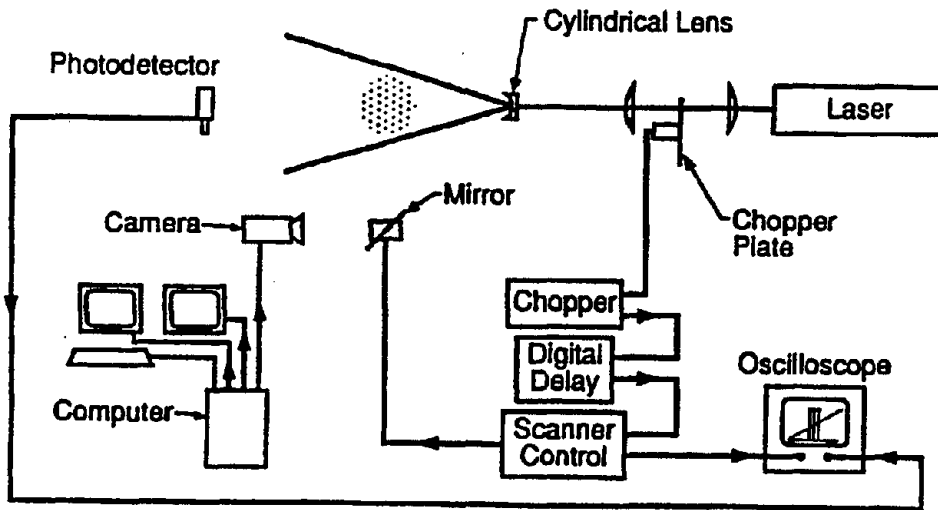 Cylindrical Lens
Photodetector
Laser
Mirror
Camera
Chopper
Plate
Chopper
Digital
Delay
Oscilloscope
Computer
Scanner
Control